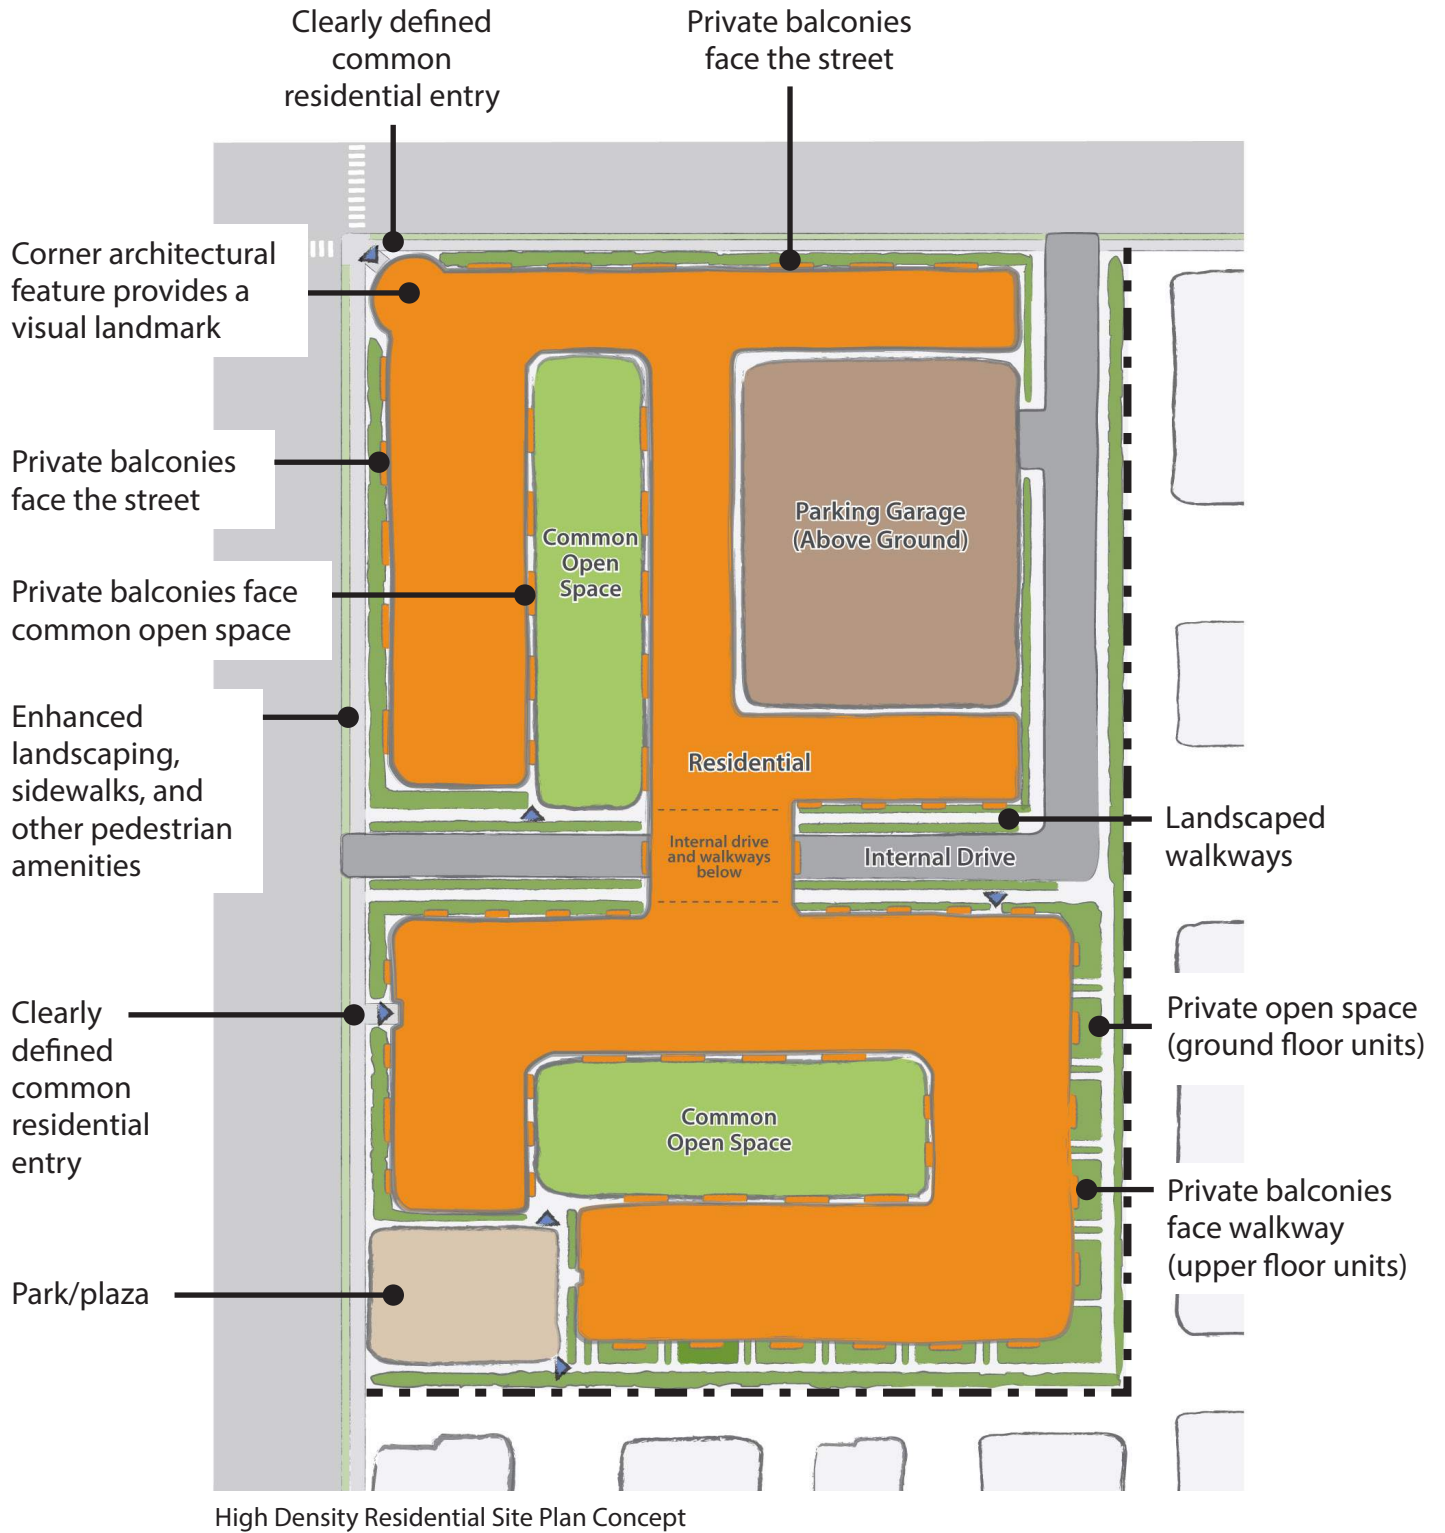 Clearly defined
common
residential entry
Private balconies
face the street
Corner architectural
feature provides a
visual landmark
Private balconies
face the street
Parking Garage
(Above Ground)
Common
Open
Space
Private balconies face
common open space
Enhanced
landscaping,
sidewalks, and
other pedestrian
amenities
Residential
Internal drive
and walkways
below
Internal Drive
Landscaped
walkways
Clearly
defined
common
residential
entry
Private open space
(ground floor units)
Common
Open Space
Private balconies
face walkway
(upper floor units)
Park/plaza
High Density Residential Site Plan Concept